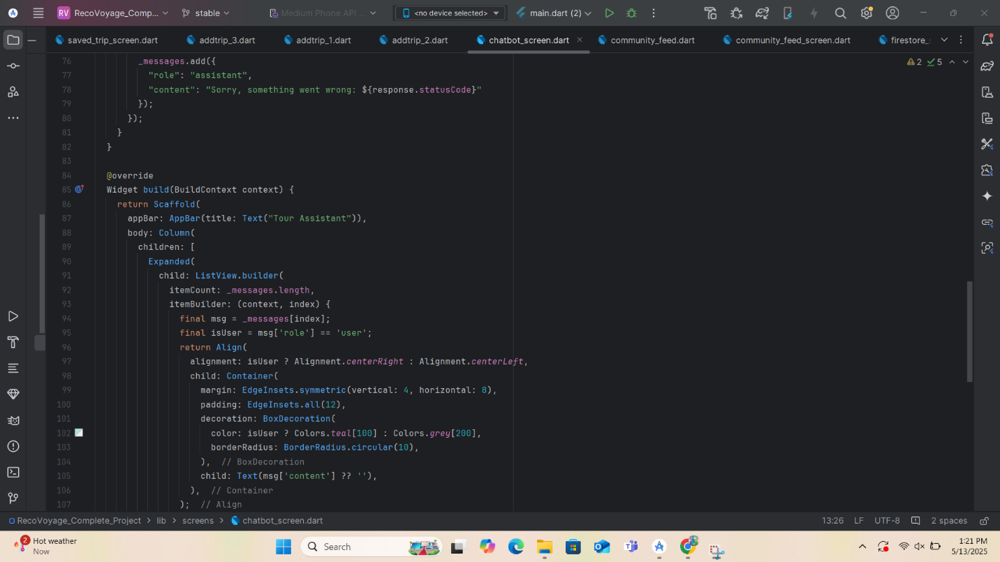 RV RecoVoyage_Comp... stable Medium Phone API ... <no device selected> main.dart (2)
saved_trip_screen.dart addtrip_3.dart addtrip_1.dart addtrip_2.dart chatbot_screen.dart community_feed.dart community_feed_screen.dart firestore_
2 5
76 _messages.add({
77 "role": "assistant",
78 "content": "Sorry, something went wrong: ${response.statusCode}"
79 });
80 });
81 }
82 }
83
84 @override
85 Widget build(BuildContext context) {
86 return Scaffold(
87 appBar: AppBar(title: Text("Tour Assistant")),
88 body: Column(
89 children: [
90 Expanded(
91 child: ListView.builder(
92 itemCount: _messages.length,
93 itemBuilder: (context, index) {
94 final msg = _messages[index];
95 final isUser = msg['role'] == 'user';
96 return Align(
97 alignment: isUser ? Alignment.centerRight : Alignment.centerLeft,
98 child: Container(
99 margin: EdgeInsets.symmetric(vertical: 4, horizontal: 8),
100 padding: EdgeInsets.all(12),
101 decoration: BoxDecoration(
102 color: isUser ? Colors.teal[100] : Colors.grey[200],
103 borderRadius: BorderRadius.circular(10),
104 ), // BoxDecoration
105 child: Text(msg['content'] ?? ''),
106 ), // Container
107 ); // Align
RecoVoyage_Complete_Project > lib > screens > chatbot_screen.dart 13:26 LF UTF-8 2 spaces
2 Hot weather
Now
Search
1:21 PM
5/13/2025